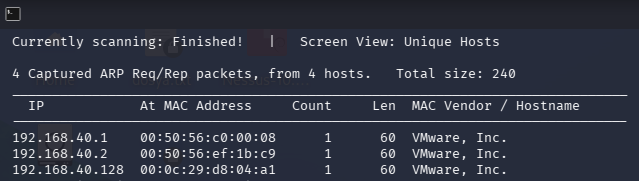 Currently scanning: Finished!   |   Screen View: Unique Hosts
4 Captured ARP Req/Rep packets, from 4 hosts.   Total size: 240
IP            At MAC Address     Count     Len  MAC Vendor / Hostname
192.168.40.1    00:50:56:c0:00:08      1      60  VMware, Inc.
192.168.40.2    00:50:56:ef:1b:c9      1      60  VMware, Inc.
192.168.40.128  00:0c:29:d8:04:a1      1      60  VMware, Inc.